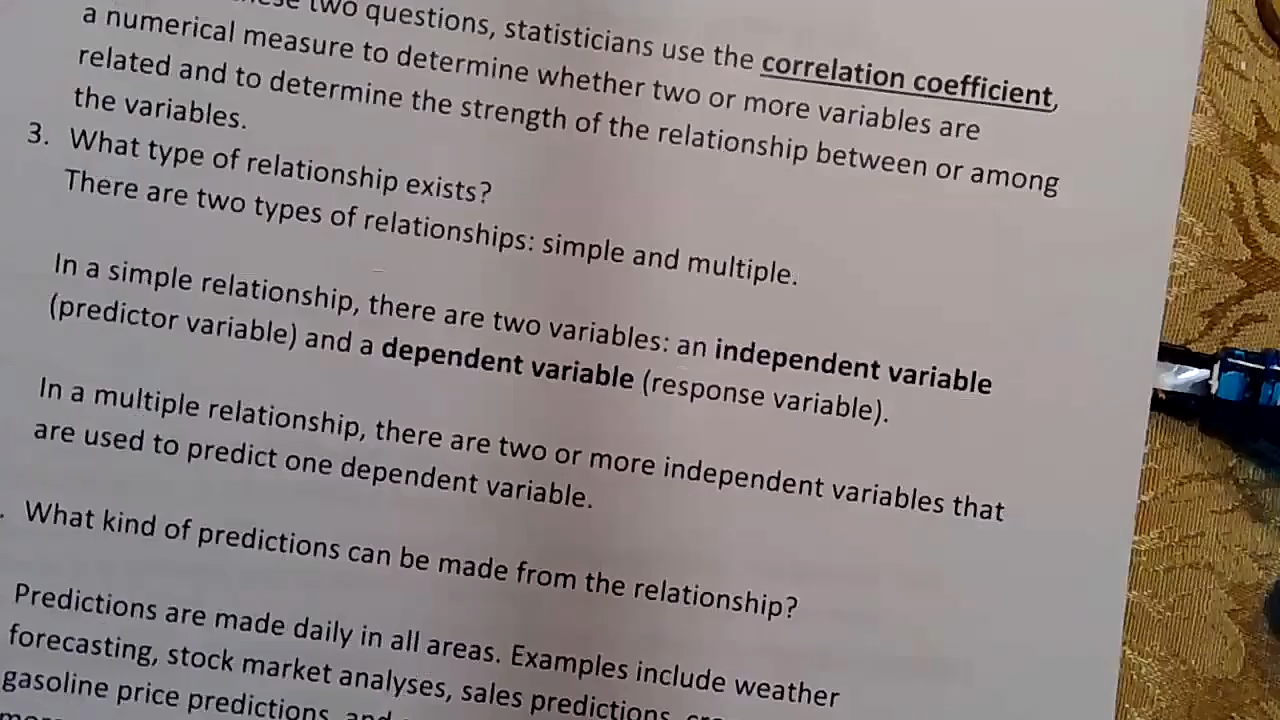 two questions, statisticians use the correlation coefficient,
a numerical measure to determine whether two or more variables are
related and to determine the strength of the relationship between or among
the variables.
3. What type of relationship exists?
There are two types of relationships: simple and multiple.
In a simple relationship, there are two variables: an independent variable
(predictor variable) and a dependent variable (response variable).
In a multiple relationship, there are two or more independent variables that
are used to predict one dependent variable.
. What kind of predictions can be made from the relationship?
Predictions are made daily in all areas. Examples include weather
forecasting, stock market analyses, sales predictions,
gasoline price predictions, and